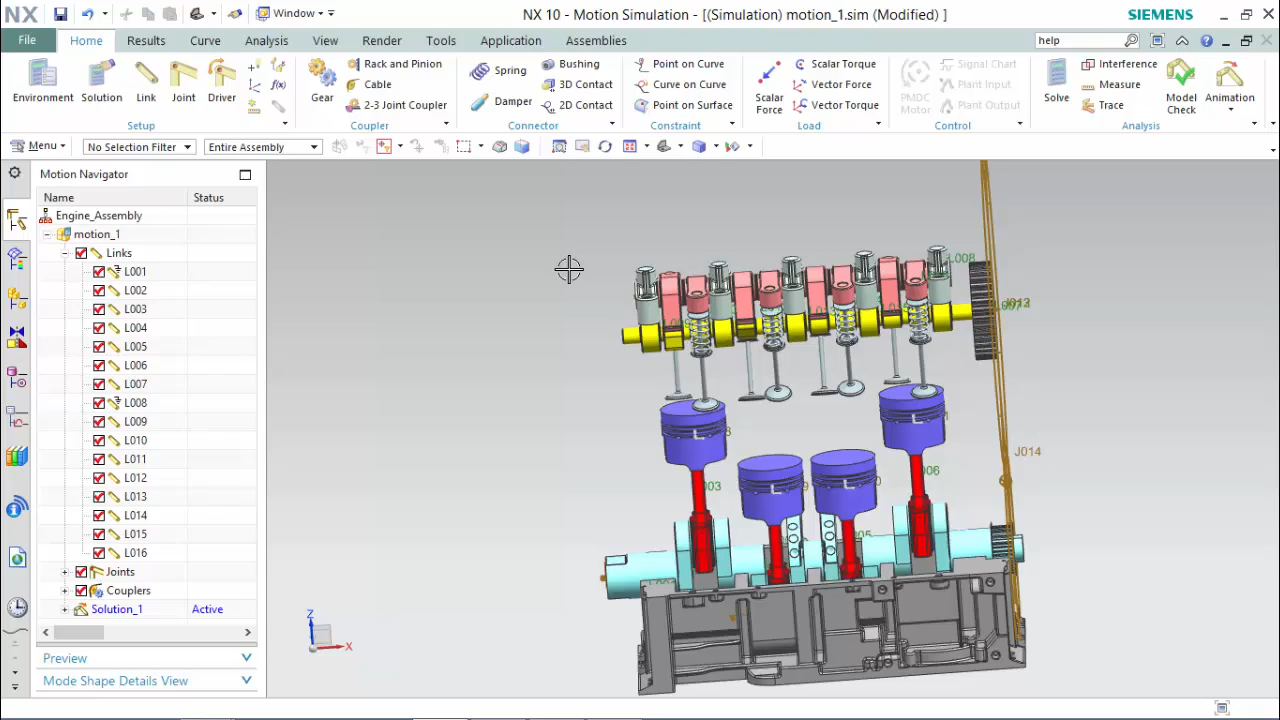 NX
Window
NX 10 - Motion Simulation - [(Simulation) motion_1.sim (Modified) ]
SIEMENS
File
Home
Results
Curve
Analysis
View
Render
Tools
Application
Assemblies
help
Environment
Solution
Link
Joint
Driver
Setup
Gear
Rack and Pinion
Cable
2-3 Joint Coupler
Coupler
Spring
Damper
Bushing
3D Contact
2D Contact
Connector
Point on Curve
Curve on Curve
Point on Surface
Constraint
Scalar Force
Scalar Torque
Vector Force
Vector Torque
Load
PMDC Motor
Signal Chart
Plant Input
Plant Output
Control
Solve
Interference
Measure
Trace
Model Check
Animation
Analysis
Menu
No Selection Filter
Entire Assembly
Motion Navigator
Name
Status
Engine_Assembly
motion_1
Links
L001
L002
L003
L004
L005
L006
L007
L008
L009
L010
L011
L012
L013
L014
L015
L016
Joints
Couplers
Solution_1
Active
Preview
Mode Shape Details View
L008
J014
Z
X